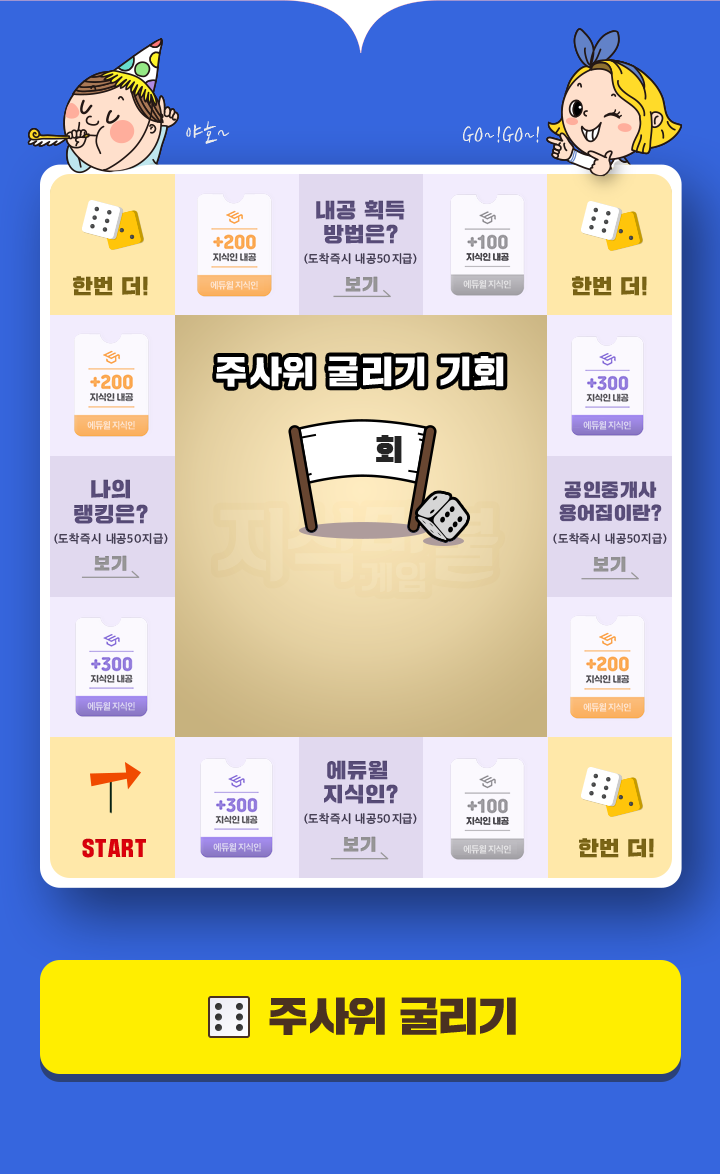 야호~
GO~!GO~!
한번 더!
+200
지식인 내공
에듀윌 지식인
내공 획득
방법은?
(도착즉시 내공50지급)
보기
+100
지식인 내공
에듀윌 지식인
한번 더!
+200
지식인 내공
에듀윌 지식인
주사위 굴리기 기회
회
+300
지식인 내공
에듀윌 지식인
나의
랭킹은?
(도착즉시 내공50지급)
보기
공인중개사
용어집이란?
(도착즉시 내공50지급)
보기
게임
+300
지식인 내공
에듀윌 지식인
+200
지식인 내공
에듀윌 지식인
START
+300
지식인 내공
에듀윌 지식인
에듀윌
지식인?
(도착즉시 내공50지급)
보기
+100
지식인 내공
에듀윌 지식인
한번 더!
주사위 굴리기